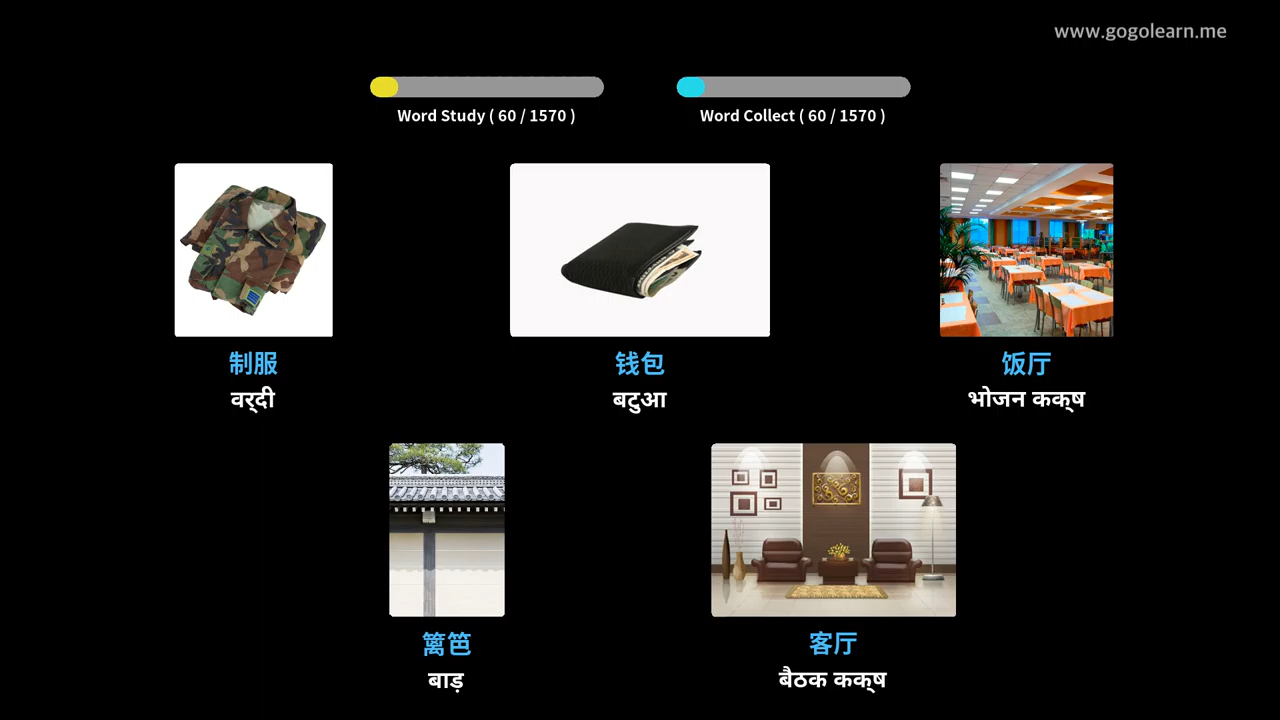 www.gogolearn.me
Word Study ( 60 / 1570 )
Word Collect ( 60 / 1570 )
制服
वर्दी
钱包
बटुआ
饭厅
भोजन कक्ष
篱笆
बाड़
客厅
बैठक कक्ष